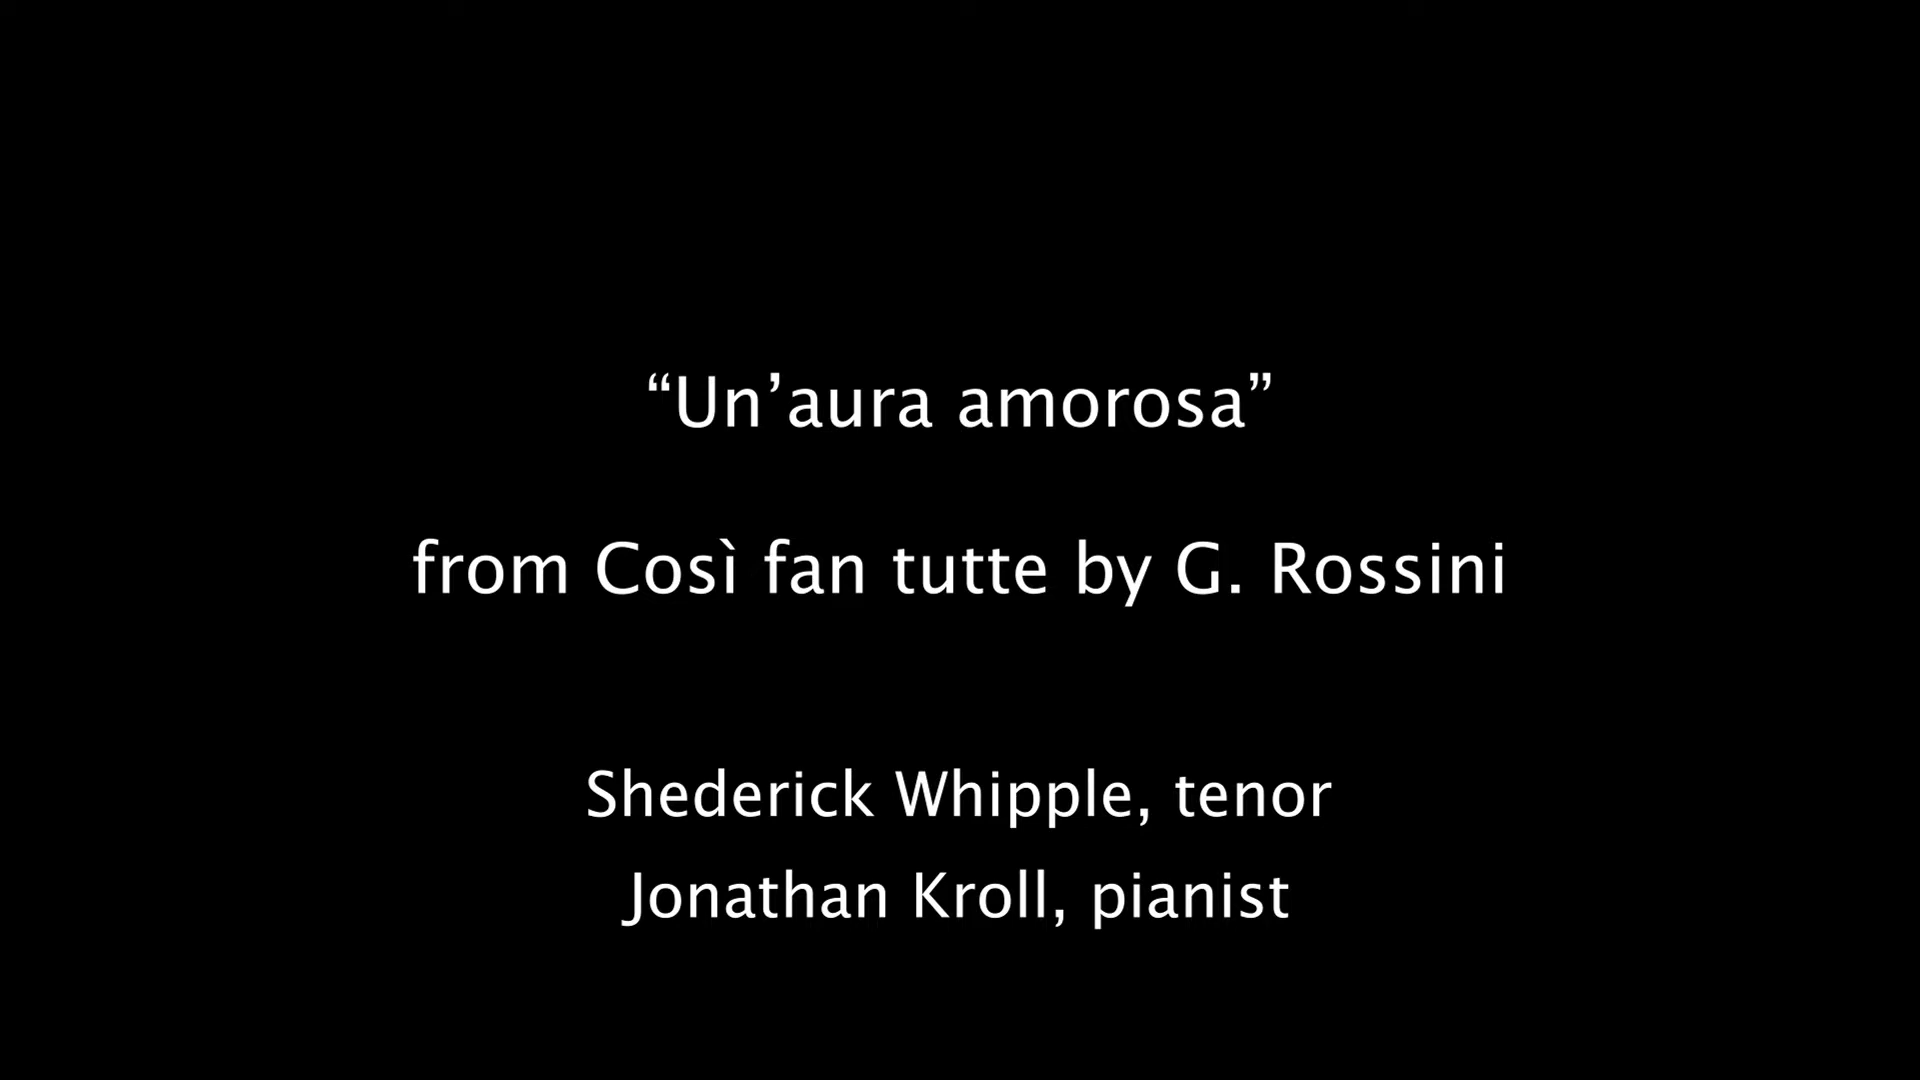 “Un’aura amorosa”
from Così fan tutte by G. Rossini
Shederick Whipple, tenor
Jonathan Kroll, pianist